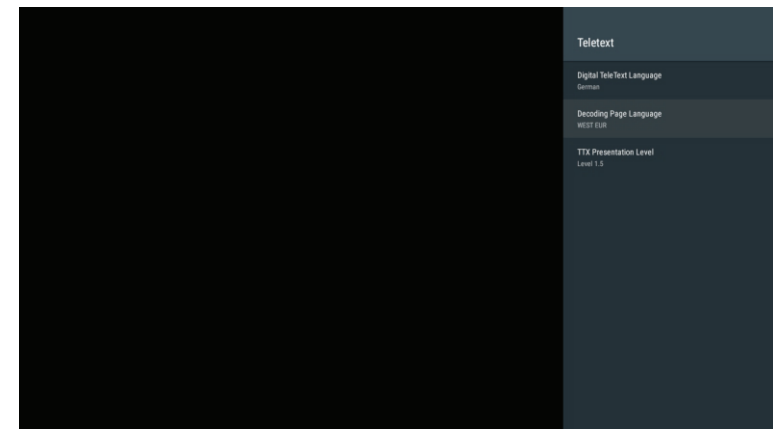 Teletext
Digital TeleText Language
German
Decoding Page Language
WEST EUR
TTX Presentation Level
Level 1.5